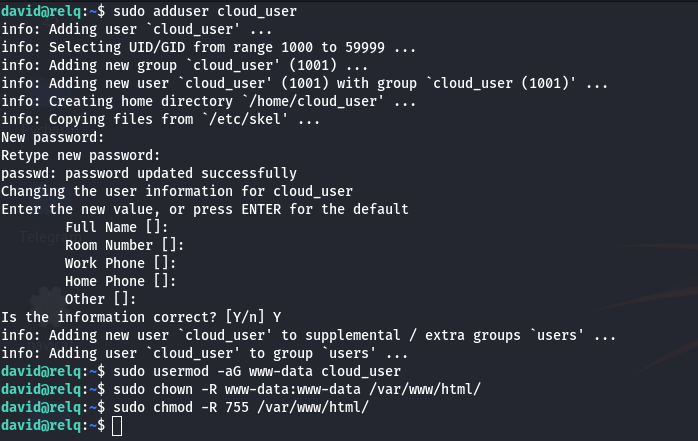 david@relq:~$ sudo adduser cloud_user
info: Adding user `cloud_user' ...
info: Selecting UID/GID from range 1000 to 59999 ...
info: Adding new group `cloud_user' (1001) ...
info: Adding new user `cloud_user' (1001) with group `cloud_user (1001)' ...
info: Creating home directory `/home/cloud_user' ...
info: Copying files from `/etc/skel' ...
New password:
Retype new password:
passwd: password updated successfully
Changing the user information for cloud_user
Enter the new value, or press ENTER for the default
Full Name []:
Room Number []:
Work Phone []:
Home Phone []:
Other []:
Is the information correct? [Y/n] Y
info: Adding new user `cloud_user' to supplemental / extra groups `users' ...
info: Adding user `cloud_user' to group `users' ...
david@relq:~$ sudo usermod -aG www-data cloud_user
david@relq:~$ sudo chown -R www-data:www-data /var/www/html/
david@relq:~$ sudo chmod -R 755 /var/www/html/
david@relq:~$